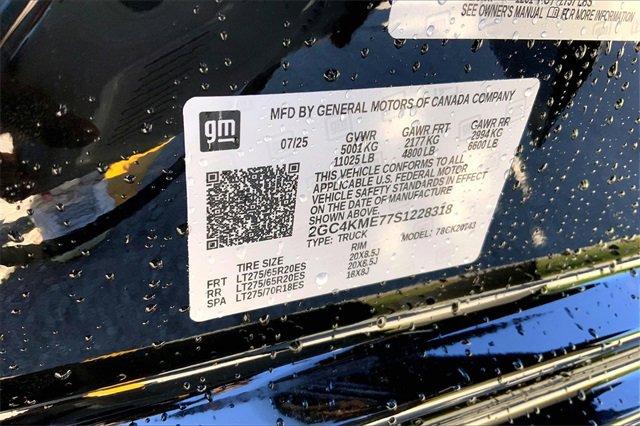 SEE OWNER'S MANUAL FOR MORE INFORMATION
gm
MFD BY GENERAL MOTORS OF CANADA COMPANY
07/25 GVWR GAWR FRT GAWR RR
5001 KG 2177 KG 2994 KG
11025 LB 4800 LB 6600 LB
THIS VEHICLE CONFORMS TO ALL
APPLICABLE U.S. FEDERAL MOTOR
VEHICLE SAFETY STANDARDS IN EFFECT
ON THE DATE OF MANUFACTURE
SHOWN ABOVE.
2GC4KME77S1228318
TYPE: TRUCK MODEL:
TIRE SIZE RIM
FRT LT275/65R20ES 20X8.5J
RR LT275/65R20ES 20X8.5J
SPA LT275/70R18ES 18X8J